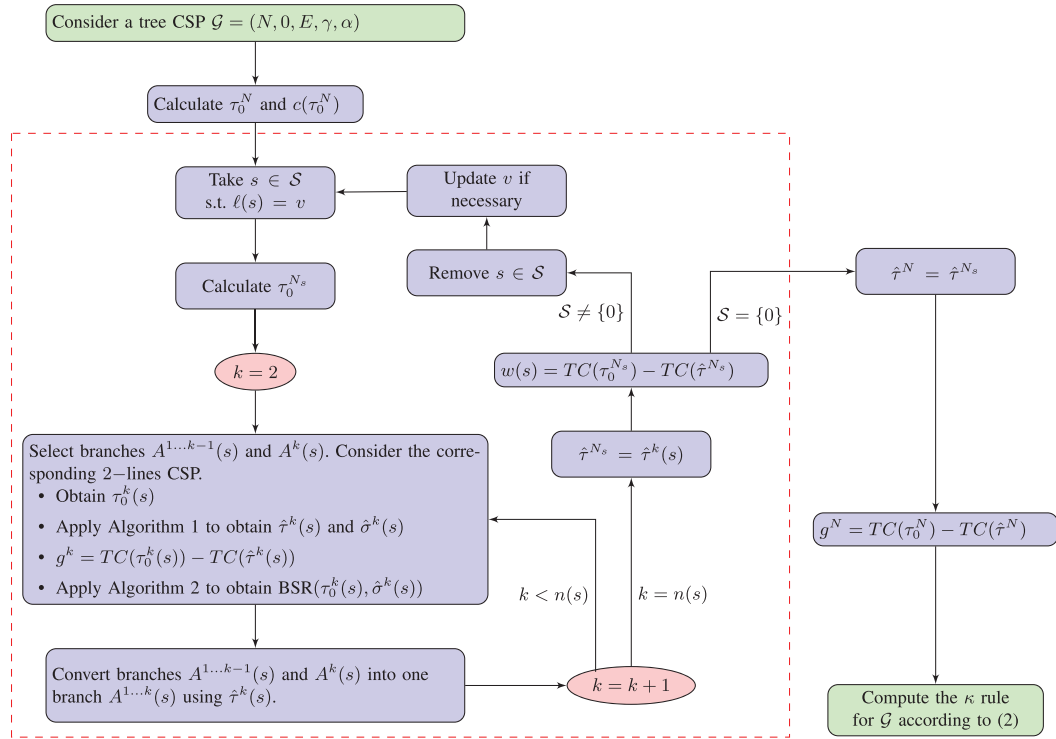 Consider a tree CSP 𝒢 = (N, 0, E, γ, α)
Calculate τ₀ᴺ and c(τ₀ᴺ)
Take s ∈ 𝒮
s.t. ℓ(s) = v
Update v if
necessary
Calculate τ₀^{N_s}
Remove s ∈ 𝒮
τ̂^N = τ̂^{N_s}
𝒮 ≠ {0}
𝒮 = {0}
k = 2
w(s) = TC(τ₀^{N_s}) − TC(τ̂^{N_s})
Select branches A^{1…k−1}(s) and A^k(s). Consider the corre-
sponding 2−lines CSP.
• Obtain τ₀^k(s)
• Apply Algorithm 1 to obtain τ̂^k(s) and σ̂^k(s)
• g^k = TC(τ₀^k(s)) − TC(τ̂^k(s))
• Apply Algorithm 2 to obtain BSR(τ₀^k(s), σ̂^k(s))
τ̂^{N_s} = τ̂^k(s)
g^N = TC(τ₀^N) − TC(τ̂^N)
k < n(s)
k = n(s)
Convert branches A^{1…k−1}(s) and A^k(s) into one
branch A^{1…k}(s) using τ̂^k(s).
k = k + 1
Compute the κ rule
for 𝒢 according to (2)